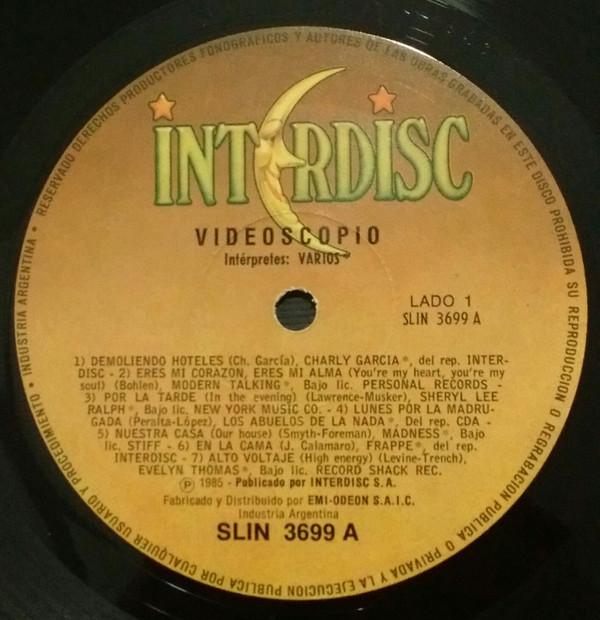 INTERDISC
VIDEOSCOPIO
Intérpretes: VARIOS
LADO 1
SLIN 3699 A
1) DEMOLIENDO HOTELES (Ch. García), CHARLY GARCIA*, del rep. INTER-
DISC - 2) ERES MI CORAZON, ERES MI ALMA (You're my heart, you're my
soul) (Bohlen), MODERN TALKING*, Bajo lic. PERSONAL RECORDS -
3) POR LA TARDE (In the evening) (Lawrence-Musker), SHERYL LEE
RALPH*, Bajo lic. NEW YORK MUSIC CO. - 4) LUNES POR LA MADRU-
GADA (Peralta-López), LOS ABUELOS DE LA NADA*, Del rep. CDA -
5) NUESTRA CASA (Our house) (Smyth-Foreman), MADNESS*, Bajo
lic. STIFF - 6) EN LA CAMA (J. Calamaro), FRAPPE*, del rep.
INTERDISC - 7) ALTO VOLTAJE (High energy) (Levine-Trench),
EVELYN THOMAS*, Bajo lic. RECORD SHACK REC.
Ⓟ 1985 - Publicado por INTERDISC S.A.
Fabricado y Distribuido por EMI-ODEON S.A.I.C.
Industria Argentina
SLIN 3699 A
INDUSTRIA ARGENTINA • RESERVADO DERECHOS PRODUCTORES FONOGRAFICOS Y AUTORES DE LAS OBRAS GRABADAS EN ESTE DISCO PROHIBIDA SU REPRODUCCION O REGRABACION PUBLICA O PRIVADA Y LA EJECUCION PUBLICA POR CUALQUIER USUARIO Y PROCEDIMIENTO •